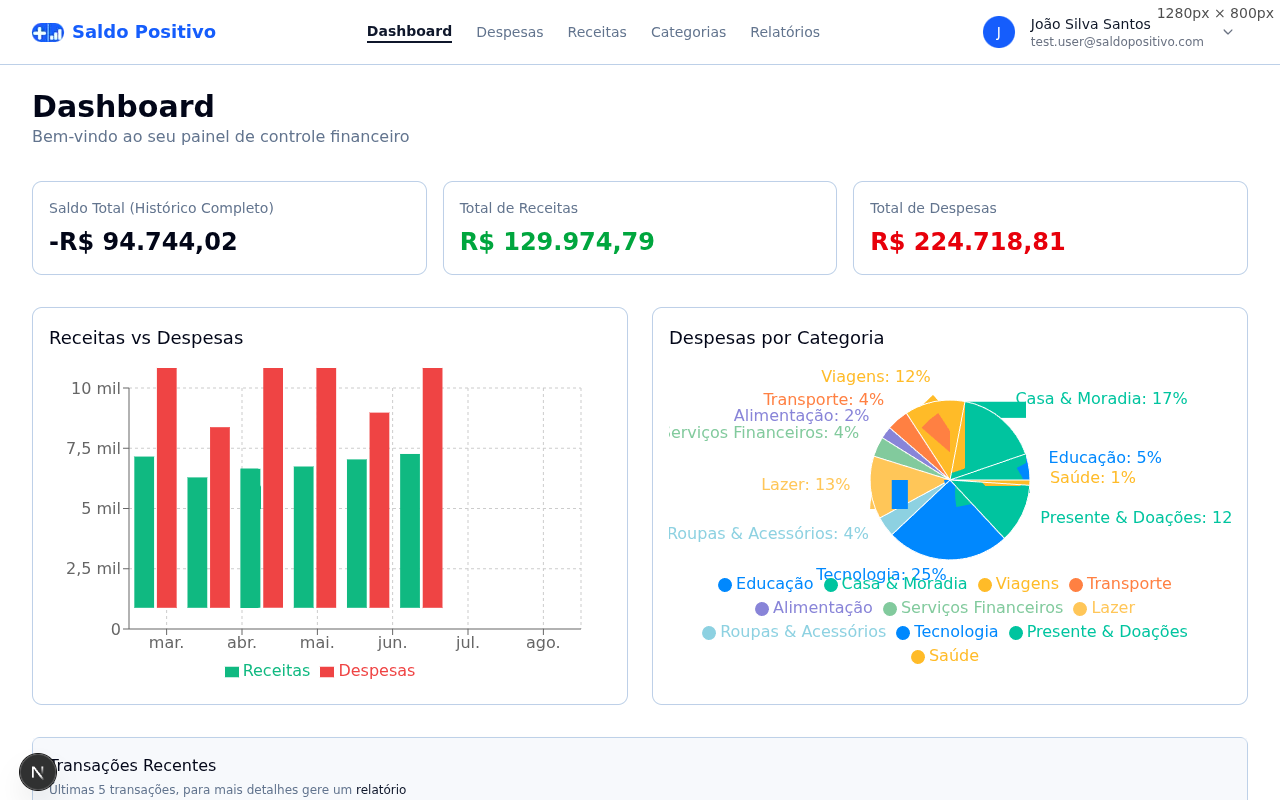 Saldo Positivo
Dashboard
Despesas
Receitas
Categorias
Relatórios
J
João Silva Santos
test.user@saldopositivo.com
1280px × 800px
Dashboard
Bem-vindo ao seu painel de controle financeiro
Saldo Total (Histórico Completo)
-R$ 94.744,02
Total de Receitas
R$ 129.974,79
Total de Despesas
R$ 224.718,81
Receitas vs Despesas
10 mil
7,5 mil
5 mil
2,5 mil
0
mar.
abr.
mai.
jun.
jul.
ago.
Receitas
Despesas
Despesas por Categoria
Viagens: 12%
Transporte: 4%
Alimentação: 2%
erviços Financeiros: 4%
Lazer: 13%
Roupas & Acessórios: 4%
Tecnologia: 25%
Casa & Moradia: 17%
Educação: 5%
Saúde: 1%
Presente & Doações: 12
Educação
Casa & Moradia
Viagens
Transporte
Alimentação
Serviços Financeiros
Lazer
Roupas & Acessórios
Tecnologia
Presente & Doações
Saúde
Transações Recentes
Últimas 5 transações, para mais detalhes gere um relatório
N